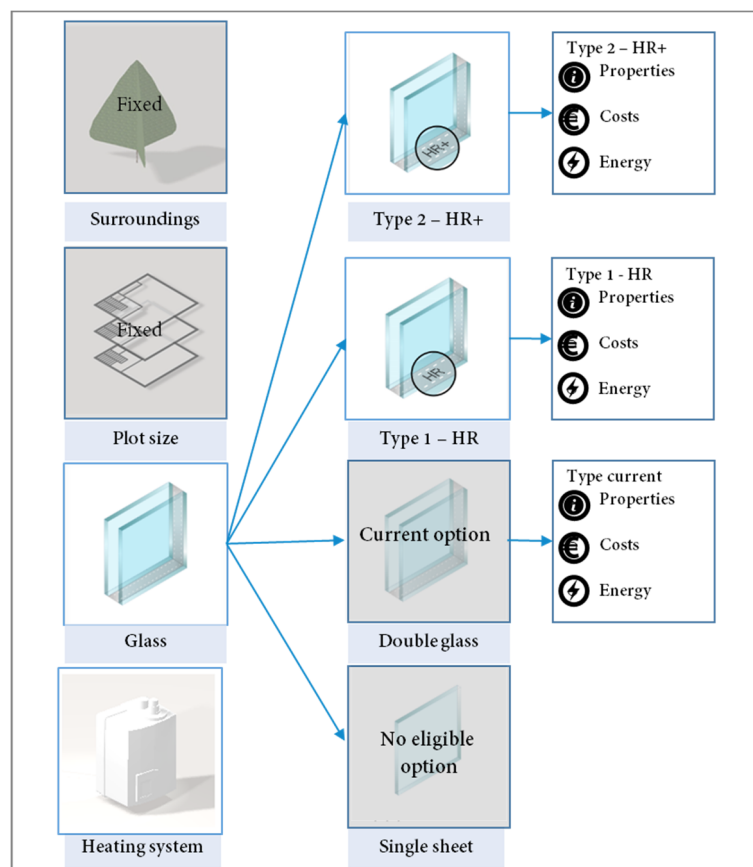 Fixed
Surroundings
Fixed
Plot size
Glass
Heating system
HR+
Type 2 – HR+
HR
Type 1 – HR
Current option
Double glass
No eligible
option
Single sheet
Type 2 – HR+
Properties
Costs
Energy
Type 1 - HR
Properties
Costs
Energy
Type current
Properties
Costs
Energy